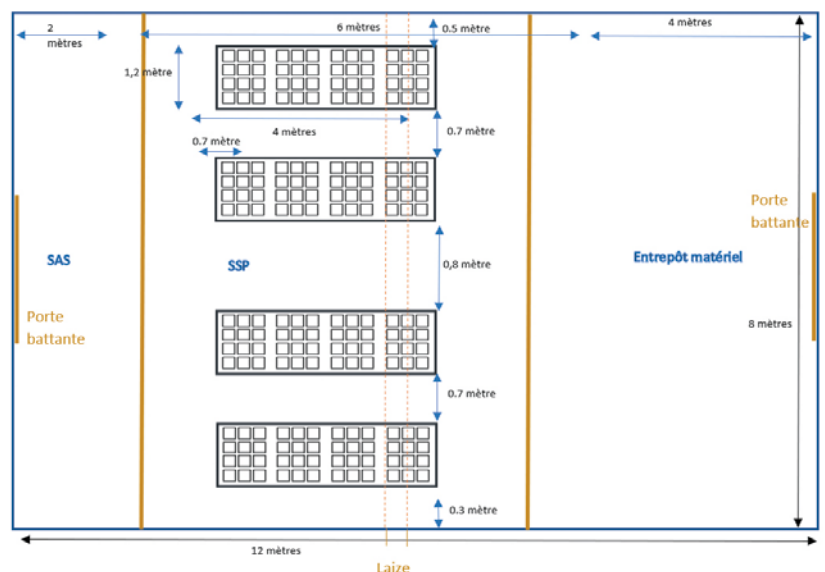 2
mètres
6 mètres
0.5 mètre
4 mètres
1,2 mètre
4 mètres
0.7 mètre
0.7 mètre
Porte
battante
SAS
SSP
0,8 mètre
Entrepôt matériel
Porte
battante
8 mètres
0.7 mètre
0.3 mètre
12 mètres
Laize